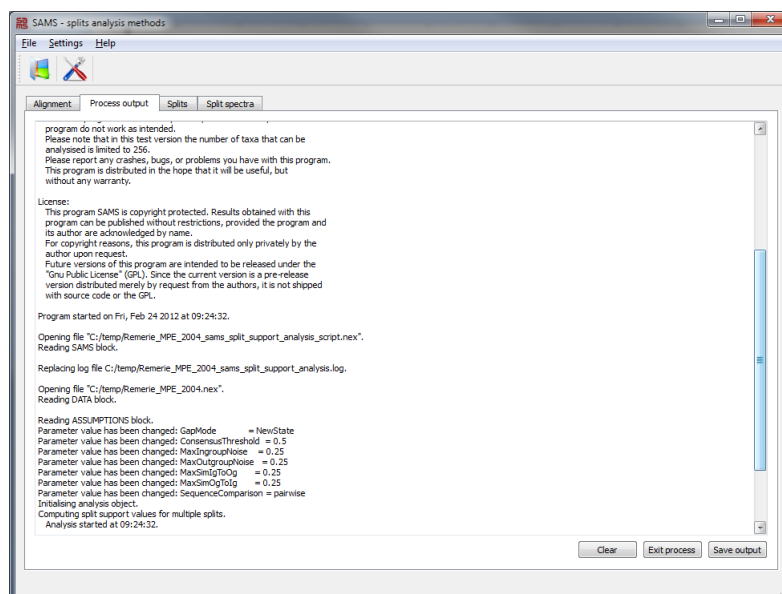 SAMS - splits analysis methods
File Settings Help
Alignment Process output Splits Split spectra
program do not work as intended.
Please note that in this test version the number of taxa that can be
analysised is limited to 256.
Please report any crashes, bugs, or problems you have with this program.
This program is distributed in the hope that it will be useful, but
without any warranty.
License:
This program SAMS is copyright protected. Results obtained with this
program can be published without restrictions, provided the program and
its author are acknowledged by name.
For copyright reasons, this program is distributed only privately by the
author upon request.
Future versions of this program are intended to be released under the
"Gnu Public License" (GPL). Since the current version is a pre-release
version distributed merely by request from the authors, it is not shipped
with source code or the GPL.
Program started on Fri, Feb 24 2012 at 09:24:32.
Opening file "C:/temp/Remerie_MPE_2004_sams_split_support_analysis_script.nex".
Reading SAMS block.
Replacing log file C:/temp/Remerie_MPE_2004_sams_split_support_analysis.log.
Opening file "C:/temp/Remerie_MPE_2004.nex".
Reading DATA block.
Reading ASSUMPTIONS block.
Parameter value has been changed: GapMode = NewState
Parameter value has been changed: ConsensusThreshold = 0.5
Parameter value has been changed: MaxIngroupNoise = 0.25
Parameter value has been changed: MaxOutgroupNoise = 0.25
Parameter value has been changed: MaxSimIgToOg = 0.25
Parameter value has been changed: MaxSimOgToIg = 0.25
Parameter value has been changed: SequenceComparison = pairwise
Initialising analysis object.
Computing split support values for multiple splits.
Analysis started at 09:24:32.
Clear Exit process Save output